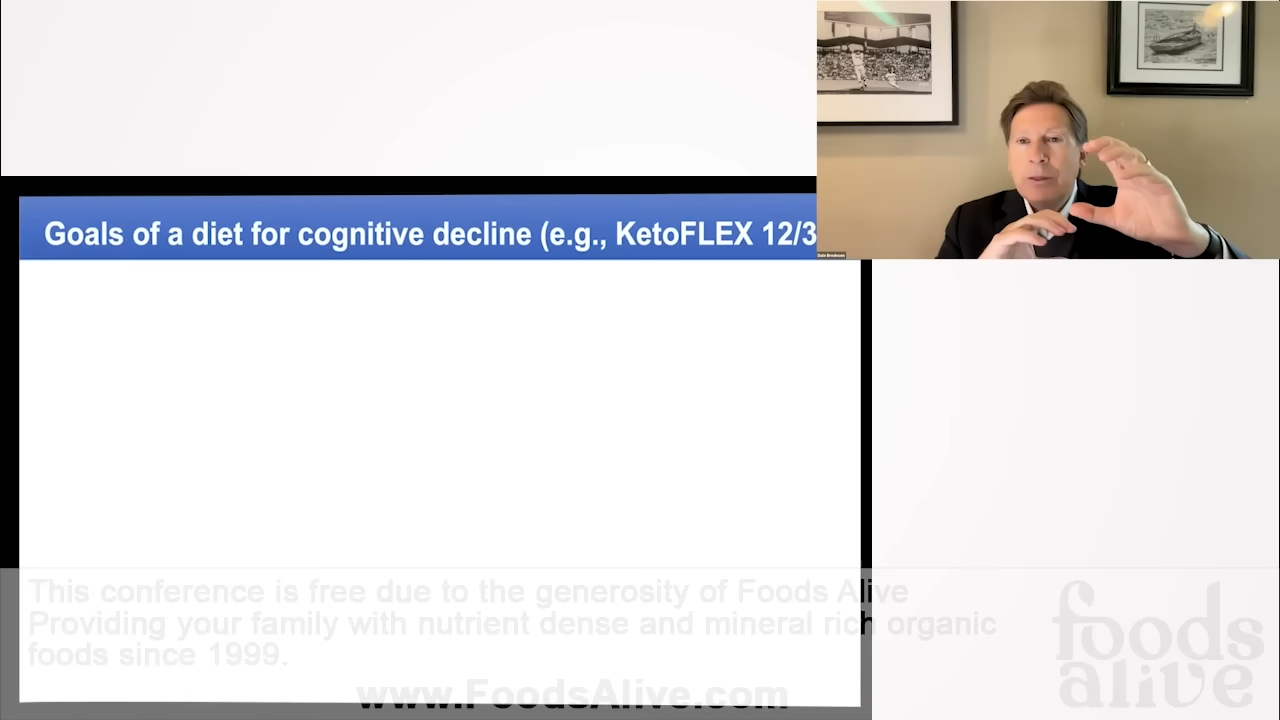 Goals of a diet for cognitive decline (e.g., KetoFLEX 12/3
Dale Bredesen
This conference is free due to the generosity of Foods Alive
Providing your family with nutrient dense and mineral rich organic
foods since 1999.
www.FoodsAlive.com
foods
alive